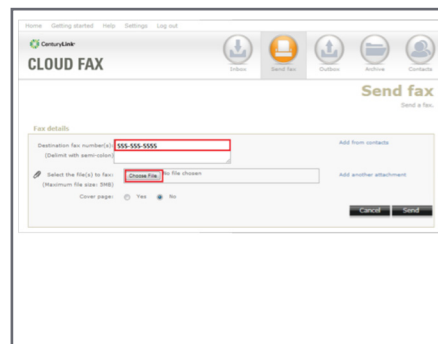 Home Getting started Help Settings Log out
CenturyLink
CLOUD FAX
Inbox Send fax Outbox Archive Contacts
Send fax
Send a fax.
Fax details
Destination fax number(s): 555-555-5555 Add from contacts
(Delimit with semi-colon)
Select the file(s) to fax: Choose File No file chosen Add another attachment
(Maximum file size: 5MB)
Cover page: Yes No
Cancel Send